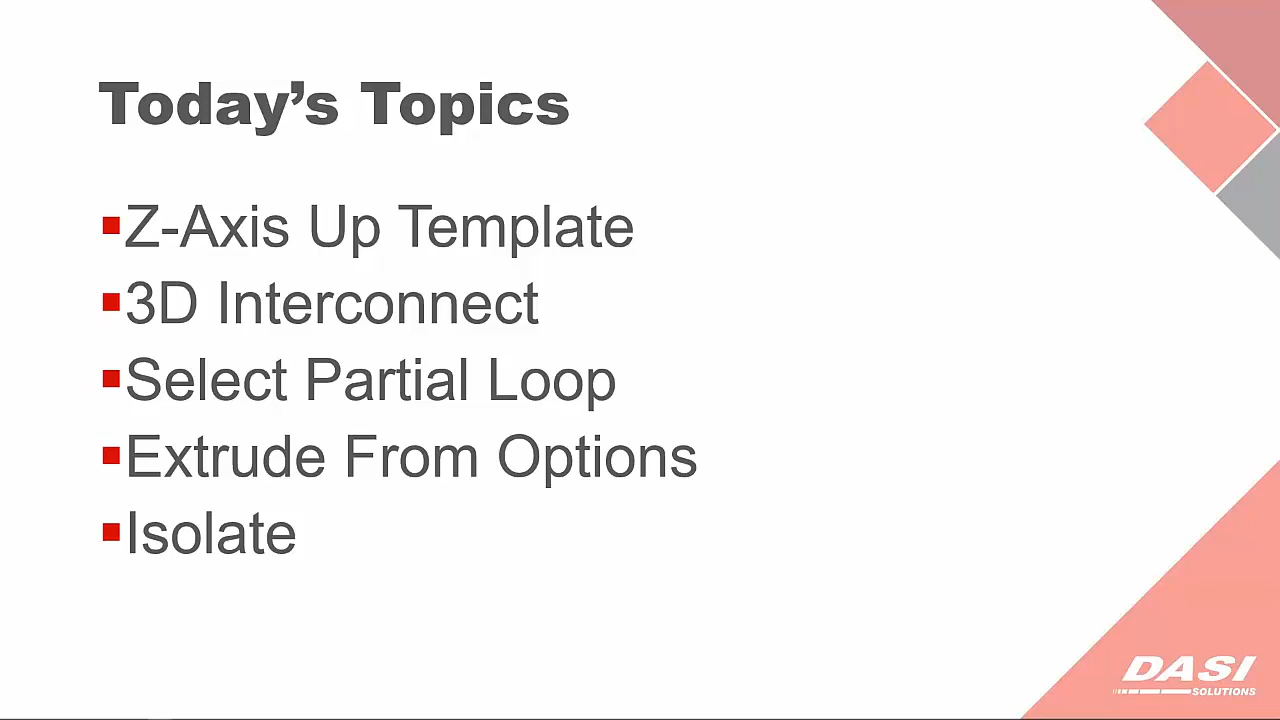 Today’s Topics
▪Z-Axis Up Template
▪3D Interconnect
▪Select Partial Loop
▪Extrude From Options
▪Isolate
DASI
SOLUTIONS